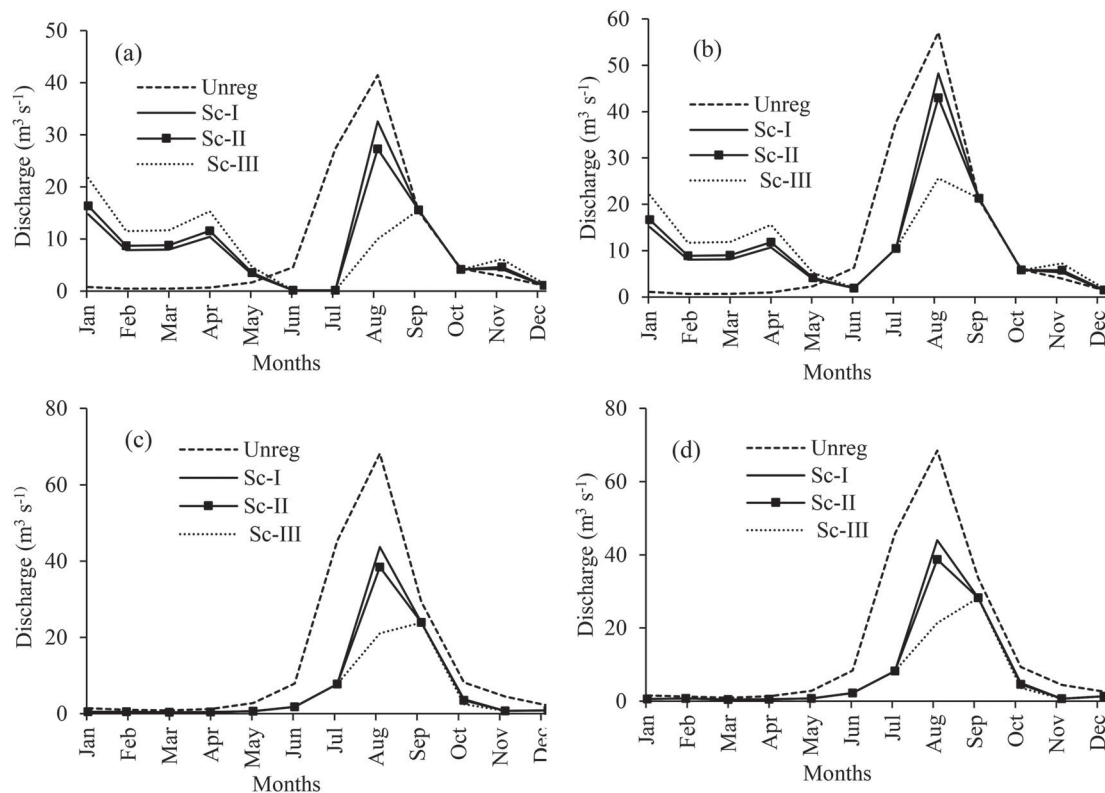 (a)
Unreg
Sc-I
Sc-II
Sc-III
Discharge (m³ s⁻¹)
50
40
30
20
10
0
Jan Feb Mar Apr May Jun Jul Aug Sep Oct Nov Dec
Months
(b)
Unreg
Sc-I
Sc-II
Sc-III
Discharge (m³ s⁻¹)
60
50
40
30
20
10
0
Jan Feb Mar Apr May Jun Jul Aug Sep Oct Nov Dec
Months
(c)
Unreg
Sc-I
Sc-II
Sc-III
Discharge (m³ s⁻¹⁾
80
60
40
20
0
Jan Feb Mar Apr May Jun Jul Aug Sep Oct Nov Dec
Months
(d)
Unreg
Sc-I
Sc-II
Sc-III
Discharge (m³ s⁻¹)
80
60
40
20
0
Jan Feb Mar Apr May Jun Jul Aug Sep Oct Nov Dec
Months